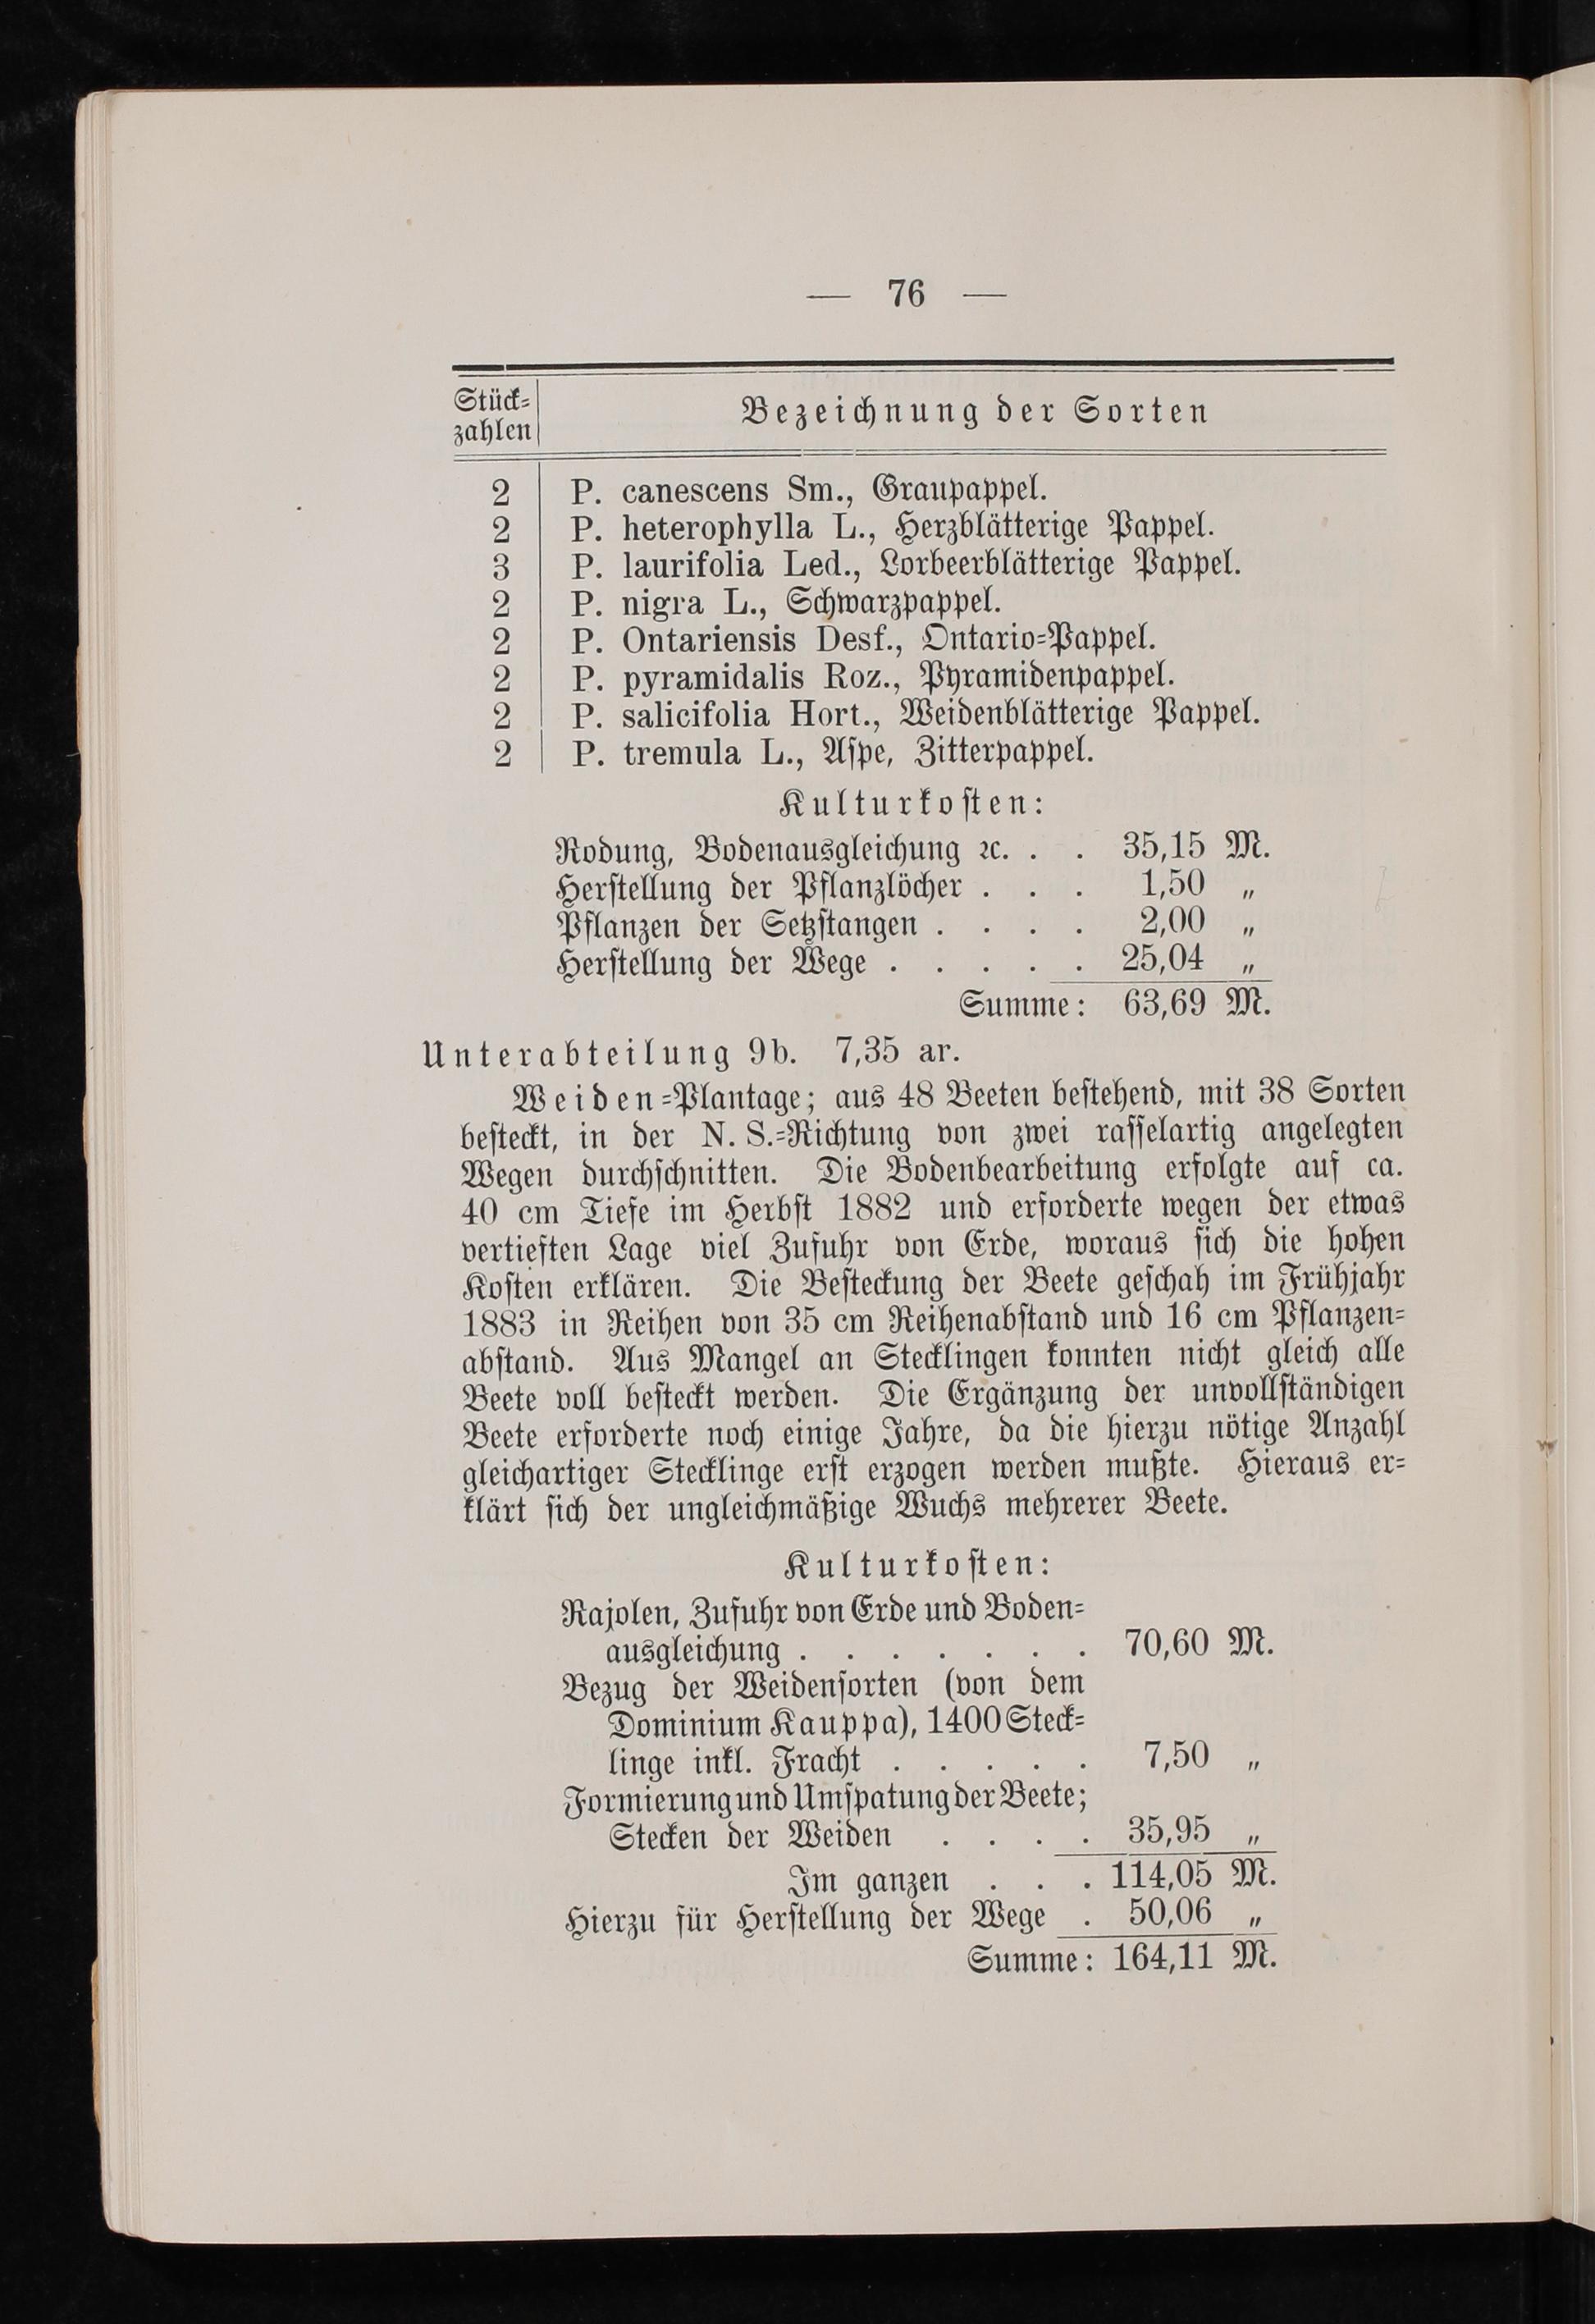 — 76 —
Stück-
zahlen
Bezeichnung der Sorten
2 P. canescens Sm., Graupappel.
2 P. heterophylla L., Herzblätterige Pappel.
3 P. laurifolia Led., Lorbeerblätterige Pappel.
2 P. nigra L., Schwarzpappel.
2 P. Ontariensis Desf., Ontario-Pappel.
2 P. pyramidalis Roz., Pyramidenpappel.
2 P. salicifolia Hort., Weidenblätterige Pappel.
2 P. tremula L., Aſpe, Zitterpappel.
Kulturkoſten:
Rodung, Bodenausgleichung ꝛc. . . 35,15 M.
Herſtellung der Pflanzlöcher . . . 1,50 „
Pflanzen der Setzſtangen . . . . 2,00 „
Herſtellung der Wege . . . . . 25,04 „
Summe: 63,69 M.
Unterabteilung 9b. 7,35 ar.
Weiden-Plantage; aus 48 Beeten beſtehend, mit 38 Sorten
beſteckt, in der N. S.-Richtung von zwei raſſelartig angelegten
Wegen durchſchnitten. Die Bodenbearbeitung erfolgte auf ca.
40 cm Tiefe im Herbſt 1882 und erforderte wegen der etwas
vertieften Lage viel Zufuhr von Erde, woraus ſich die hohen
Koſten erklären. Die Beſteckung der Beete geſchah im Frühjahr
1883 in Reihen von 35 cm Reihenabſtand und 16 cm Pflanzen-
abſtand. Aus Mangel an Stecklingen konnten nicht gleich alle
Beete voll beſteckt werden. Die Ergänzung der unvollſtändigen
Beete erforderte noch einige Jahre, da die hierzu nötige Anzahl
gleichartiger Stecklinge erſt erzogen werden mußte. Hieraus er-
klärt ſich der ungleichmäßige Wuchs mehrerer Beete.
Kulturkoſten:
Rajolen, Zufuhr von Erde und Boden-
ausgleichung . . . . . . . 70,60 M.
Bezug der Weidenſorten (von dem
Dominium Kauppa), 1400 Steck-
linge inkl. Fracht . . . . . 7,50 „
Formierung und Umſpatung der Beete;
Stecken der Weiden . . . . 35,95 „
Im ganzen . . . 114,05 M.
Hierzu für Herſtellung der Wege . 50,06 „
Summe: 164,11 M.